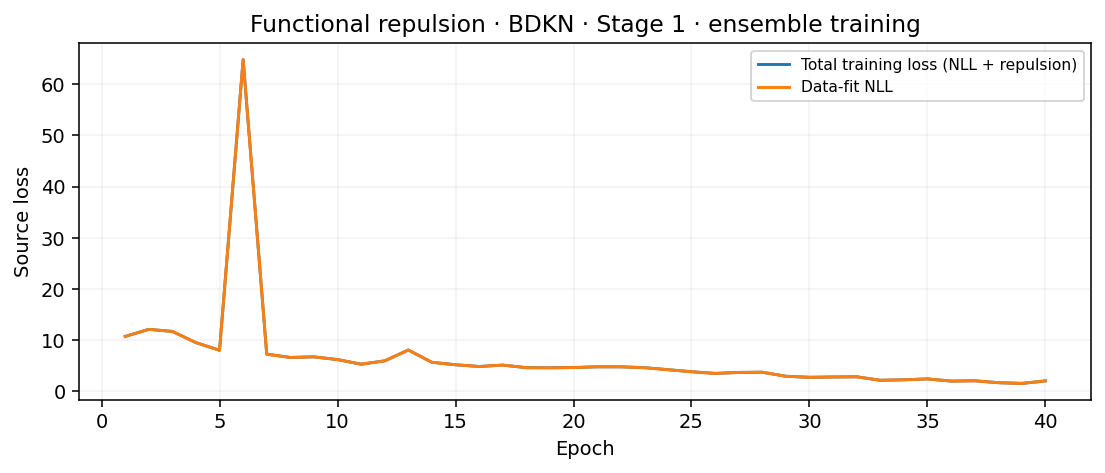 Functional repulsion · BDKN · Stage 1 · ensemble training
Total training loss (NLL + repulsion)
Data-fit NLL
Source loss
60
50
40
30
20
10
0
0 5 10 15 20 25 30 35 40
Epoch